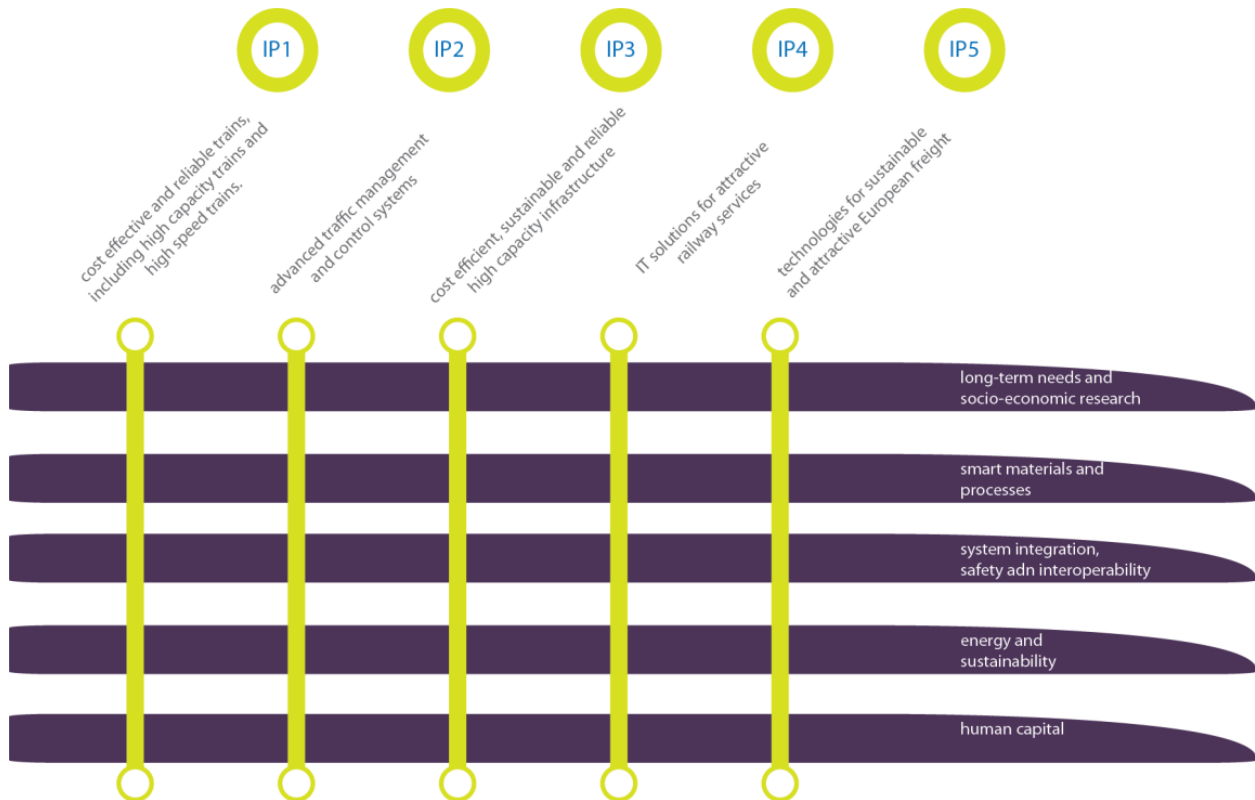 IP1
IP2
IP3
IP4
IP5
cost effective and reliable trains,
including high capacity trains and
high speed trains.
advanced traffic management
and control systems
cost efficient, sustainable and reliable
high capacity infrastructure
IT solutions for attractive
railway services
technologies for sustainable
and attractive European freight
long-term needs and
socio-economic research
smart materials and
processes
system integration,
safety adn interoperability
energy and
sustainability
human capital